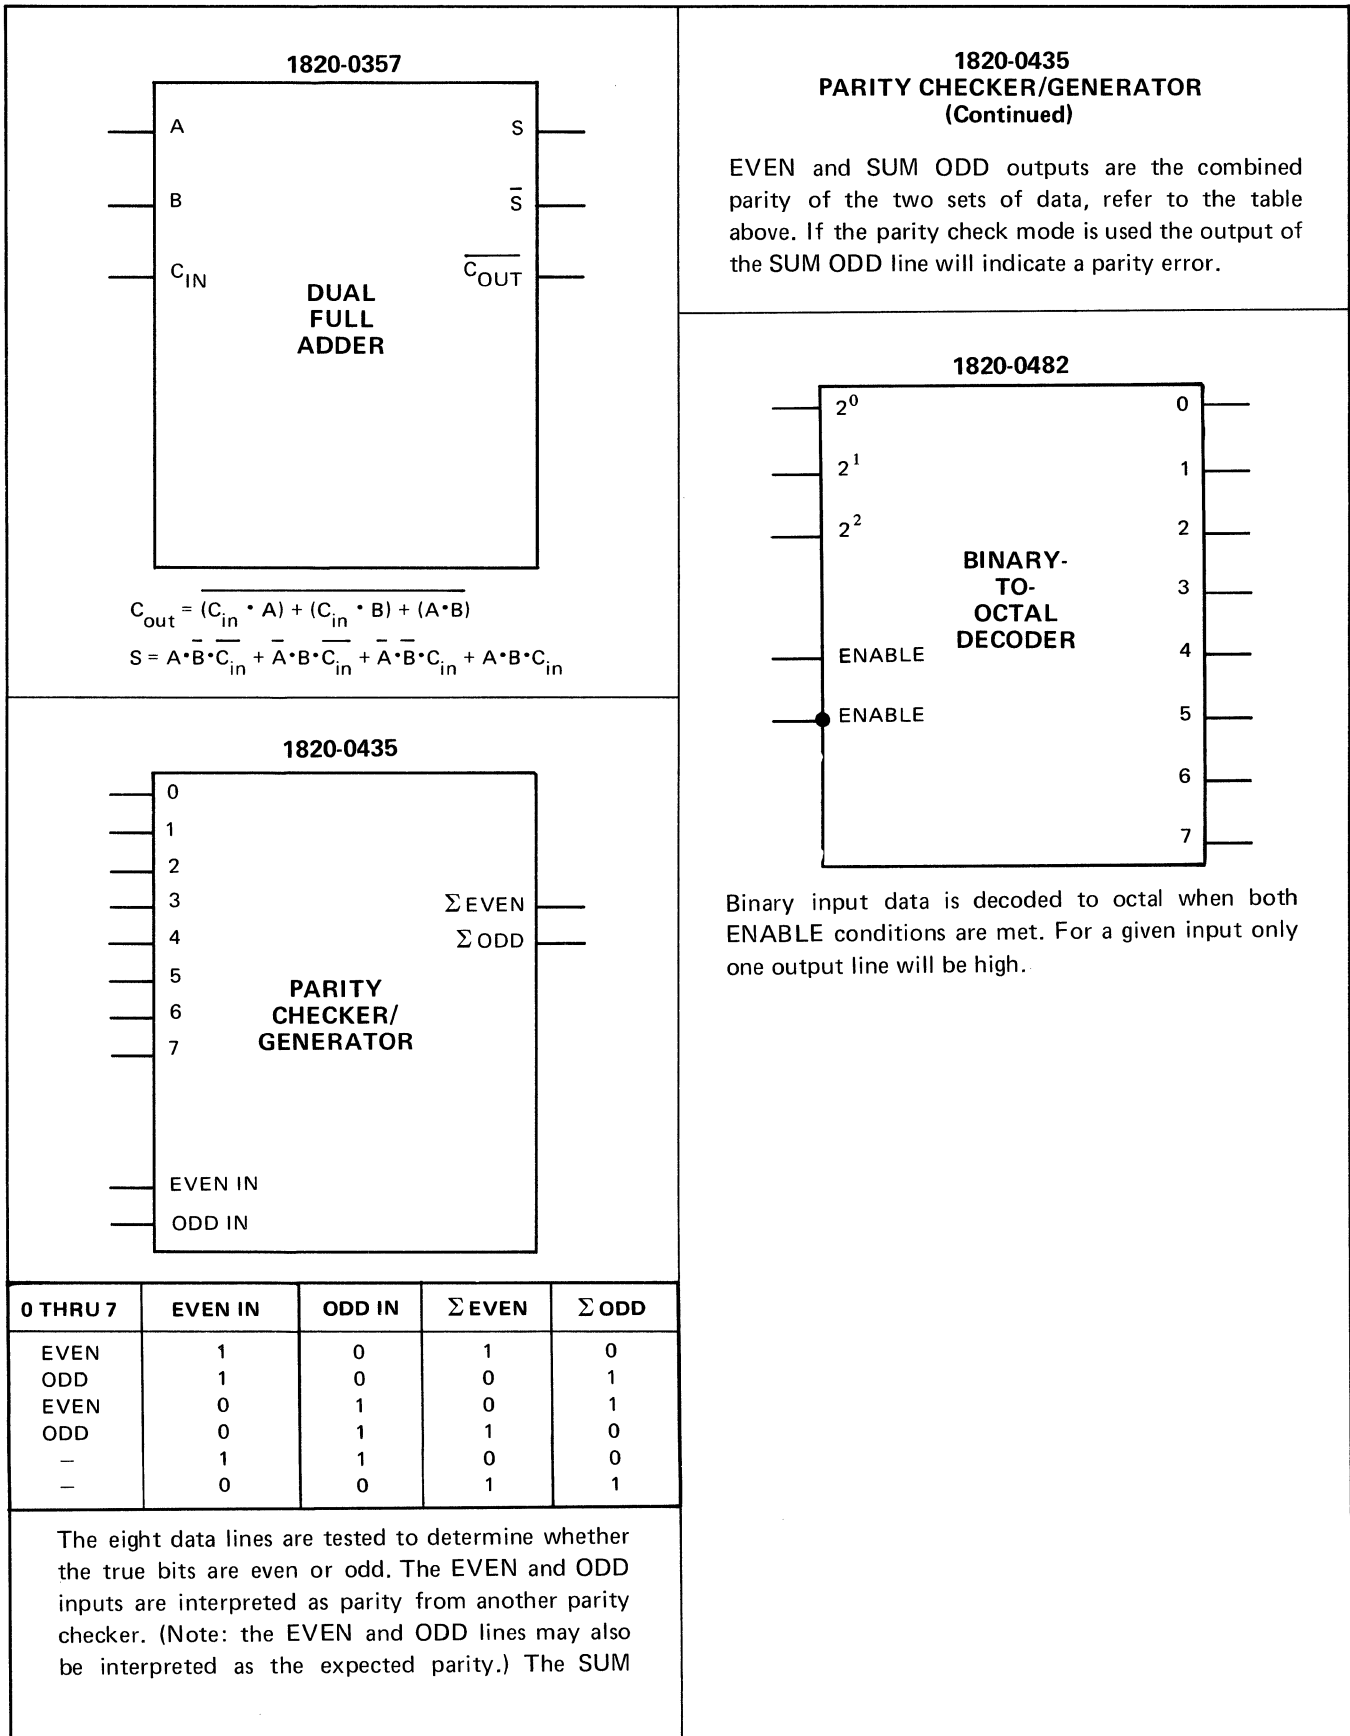 1820-0357
A
B
C_IN
S
S̅
C̅_O̅U̅T̅
DUAL
FULL
ADDER
C_out = \overline{(C_in • A) + (C_in • B) + (A•B)}
S = A•B̅•\overline{C_in} + A̅•B•\overline{C_in} + A̅•B̅•C_in + A•B•C_in
1820-0435
0
1
2
3
4
5
6
7
EVEN IN
ODD IN
Σ EVEN
Σ ODD
PARITY
CHECKER/
GENERATOR
0 THRU 7 EVEN IN ODD IN Σ EVEN Σ ODD
EVEN 1 0 1 0
ODD 1 0 0 1
EVEN 0 1 0 1
ODD 0 1 1 0
— 1 1 0 0
— 0 0 1 1
The eight data lines are tested to determine whether
the true bits are even or odd. The EVEN and ODD
inputs are interpreted as parity from another parity
checker. (Note: the EVEN and ODD lines may also
be interpreted as the expected parity.) The SUM
1820-0435
PARITY CHECKER/GENERATOR
(Continued)
EVEN and SUM ODD outputs are the combined
parity of the two sets of data, refer to the table
above. If the parity check mode is used the output of
the SUM ODD line will indicate a parity error.
1820-0482
2⁰
2¹
2²
ENABLE
ENABLE
BINARY-
TO-
OCTAL
DECODER
0
1
2
3
4
5
6
7
Binary input data is decoded to octal when both
ENABLE conditions are met. For a given input only
one output line will be high.